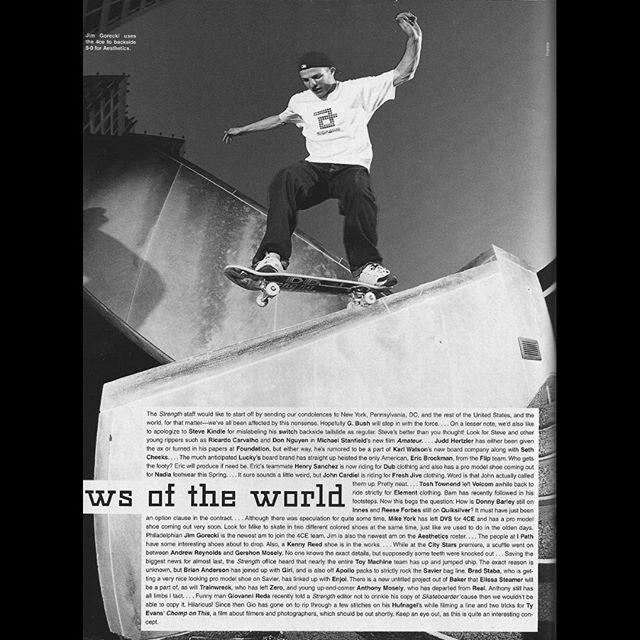 Jim Gorecki uses
the 4ce to backside
5-0 for Aesthetics.
The Strength staff would like to start off by sending our condolences to New York, Pennsylvania, DC, and the rest of the United States, and the
world, for that matter—we've all been affected by this nonsense. Hopefully G. Bush will step in with the force. . . . On a lesser note, we'd also like
to apologize to Steve Kindle for mislabeling his switch backside tailslide as regular. Steve's better than you thought! Look for Steve and other
young rippers such as Ricardo Carvalho and Don Nguyen in Michael Stanfield's new film Amateur. . . . Judd Hertzler has either been given
the ax or turned in his papers at Foundation, but either way, he's rumored to be a part of Karl Watson's new board company along with Seth
Cheeks. . . . The much anticipated Lucky's board brand has straight up heisted the only American, Eric Brockman, from the Flip team. Who gets
the footy? Eric will produce if need be. Eric's teammate Henry Sanchez is now riding for Dub clothing and also has a pro model shoe coming out
for Nadia footwear this Spring. . . . It sure sounds a little weird, but John Cardiel is riding for Fresh Jive clothing. Word is that John actually called
them up. Pretty neat. . . . Tosh Townend left Volcom awhile back to
ride strictly for Element clothing. Bam has recently followed in his
footsteps. Now this begs the question: How is Donny Barley still on
Innes and Reese Forbes still on Quiksilver? It must have just been
ws of the world
an option clause in the contract. . . . Although there was speculation for quite some time, Mike York has left DVS for 4CE and has a pro model
shoe coming out very soon. Look for Mike to skate in two different colored shoes at the same time, just like we used to do in the olden days.
Philadelphian Jim Gorecki is the newest am to join the 4CE team. Jim is also the newest am on the Aesthetics roster. . . . The people at I Path
have some interesting shoes about to drop. Also, a Kenny Reed shoe is in the works. . . . While at the City Stars premiere, a scuffle went on
between Andrew Reynolds and Gershon Mosely. No one knows the exact details, but supposedly some teeth were knocked out . . . Saving the
biggest news for almost last, the Strength office heard that nearly the entire Toy Machine team has up and jumped ship. The exact reason is
unknown, but Brian Anderson has joined up with Girl, and is also off Apollo packs to strictly rock the Savier bag line. Brad Staba, who is get-
ting a very nice looking pro model shoe on Savier, has linked up with Enjoi. There is a new untitled project out of Baker that Elissa Steamer will
be a part of, as will Trainwreck, who has left Zero, and young up-and-comer Anthony Mosely, who has departed from Real. Anthony still has
all limbs I tact. . . . Funny man Giovanni Reda recently told a Strength editor not to crinkle his copy of Skateboarder 'cause then we wouldn't be
able to copy it. Hilarious! Since then Gio has gone on to rip through a few stitches on his Hufnagel's while filming a line and two tricks for Ty
Evans' Chomp on This, a film about filmers and photographers, which should be out shortly. Keep an eye out, as this is quite an interesting con-
cept.